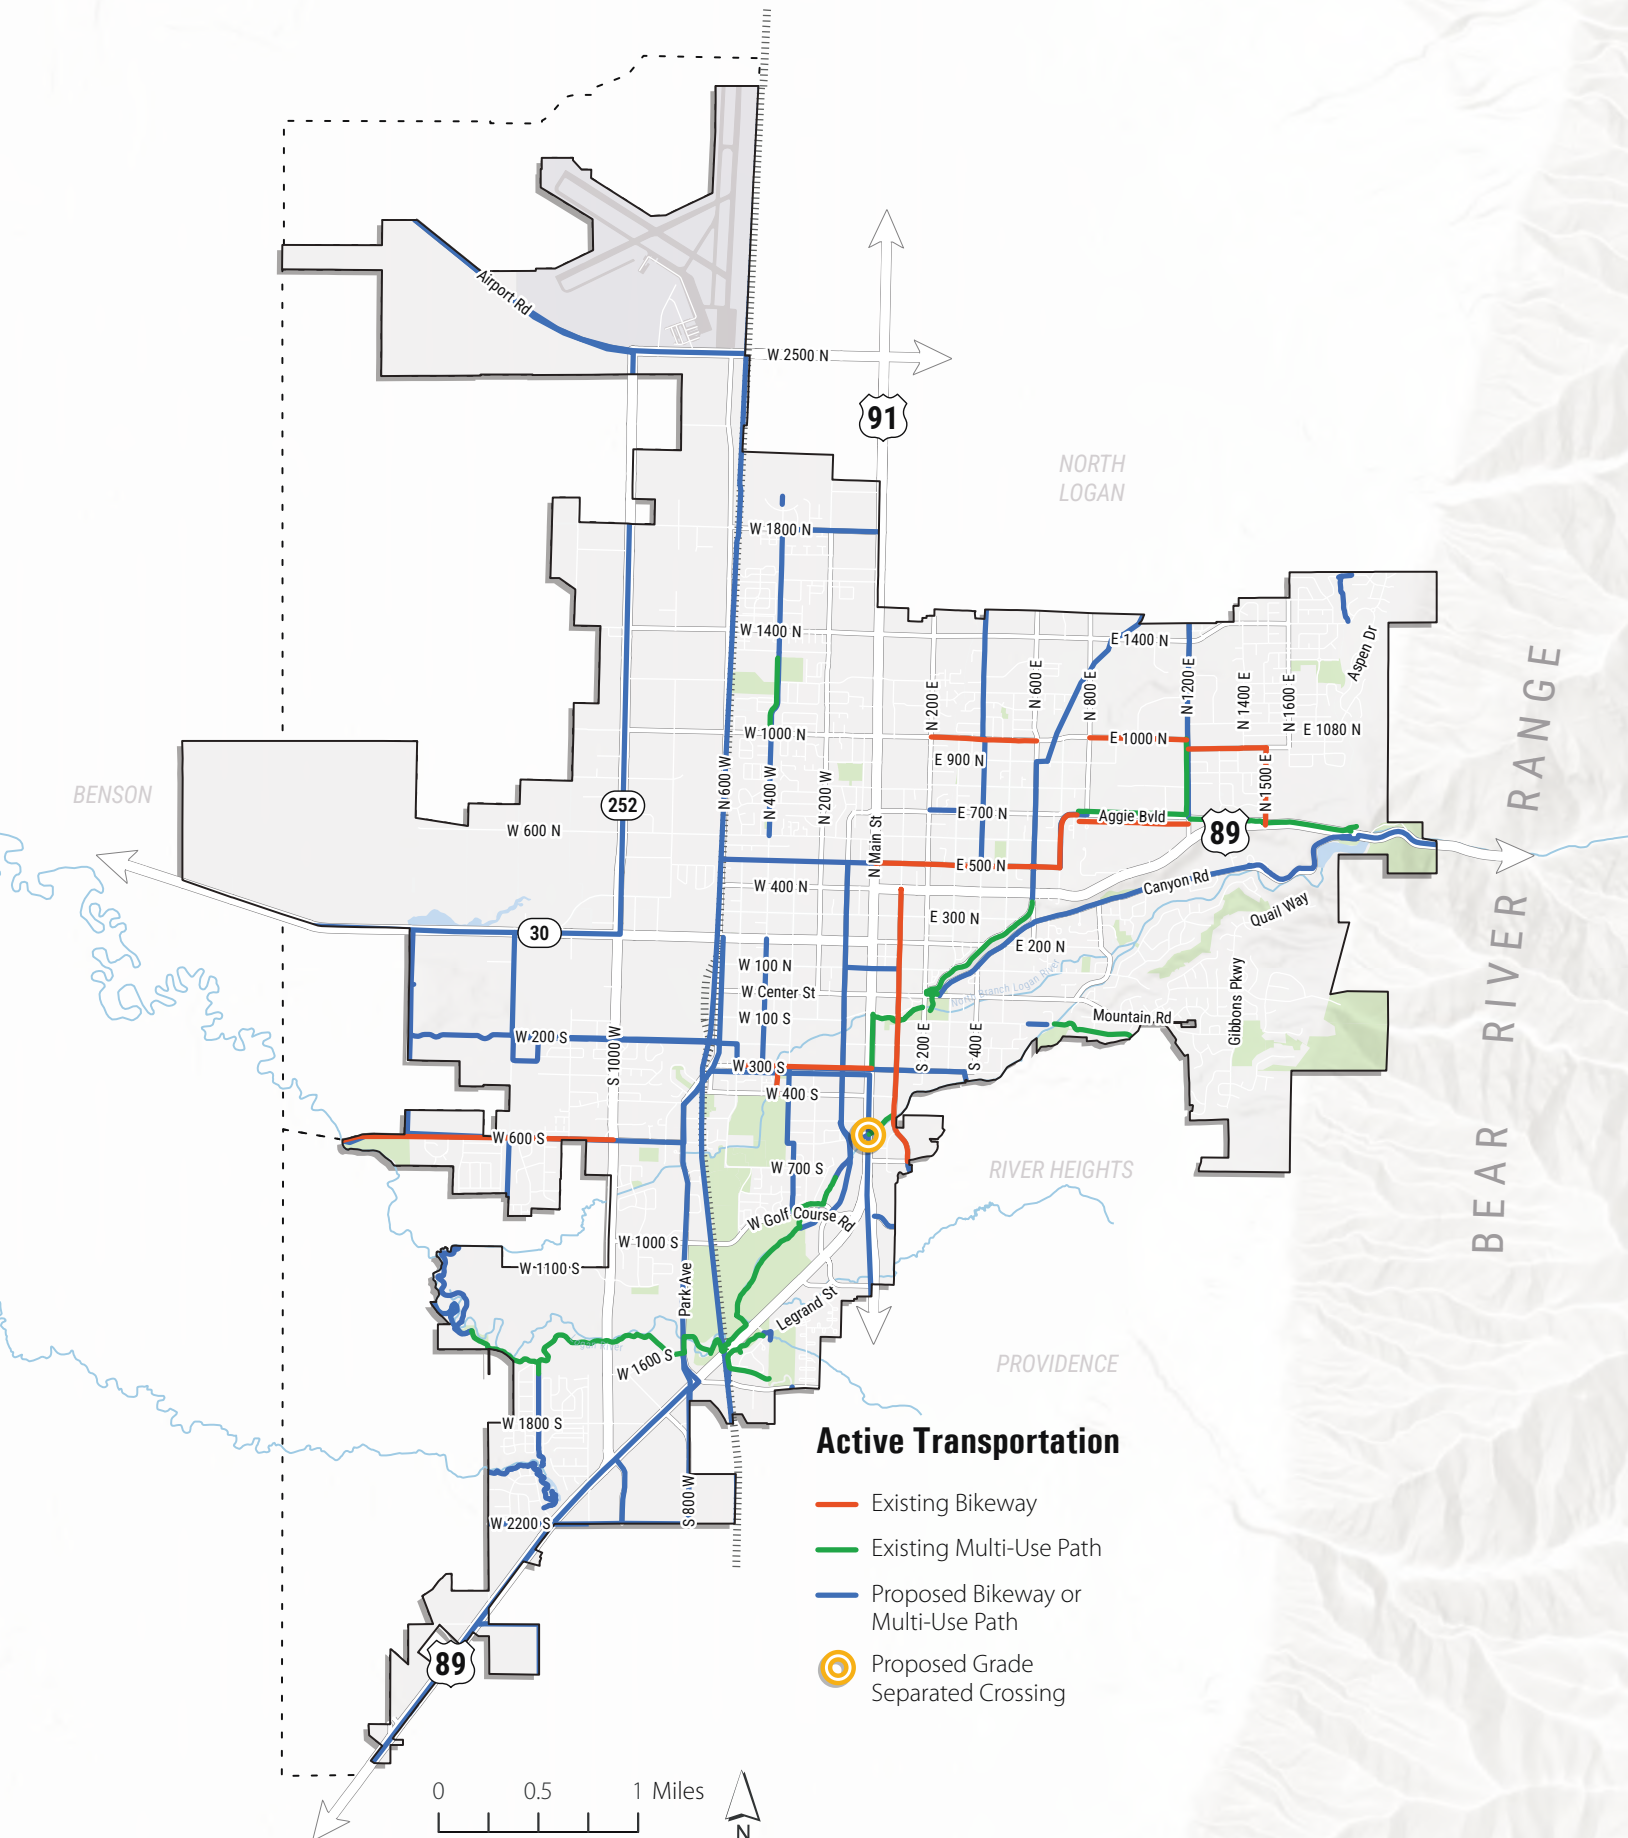 Airport Rd
W 2500 N
91
NORTH
LOGAN
W 1800 N
W 1400 N
E 1400 N
Aspen Dr
N 200 E
N 600 E
N 800 E
N 1200 E
N 1400 E
N 1600 E
W 1000 N
E 1000 N
E 1080 N
E 900 N
BEAR RIVER RANGE
BENSON
252
N 600 W
N 400 W
N 200 W
N 1500 E
W 600 N
E 700 N
Aggie Bvld
89
N Main St
E 500 N
W 400 N
Canyon Rd
Quail Way
E 300 N
30
E 200 N
W 100 N
W Center St
North Branch Logan River
Gibbons Pkwy
W 100 S
Mountain Rd
W 200 S
S 1000 W
S 200 E
S 400 E
W 300 S
W 400 S
W 600 S
W 700 S
RIVER HEIGHTS
W Golf Course Rd
W 1000 S
W 1100 S
Park Ave
Legrand St
W 1600 S
PROVIDENCE
W 1800 S
S 800 W
W 2200 S
89
Active Transportation
Existing Bikeway
Existing Multi-Use Path
Proposed Bikeway or
Multi-Use Path
Proposed Grade
Separated Crossing
0 0.5 1 Miles
N